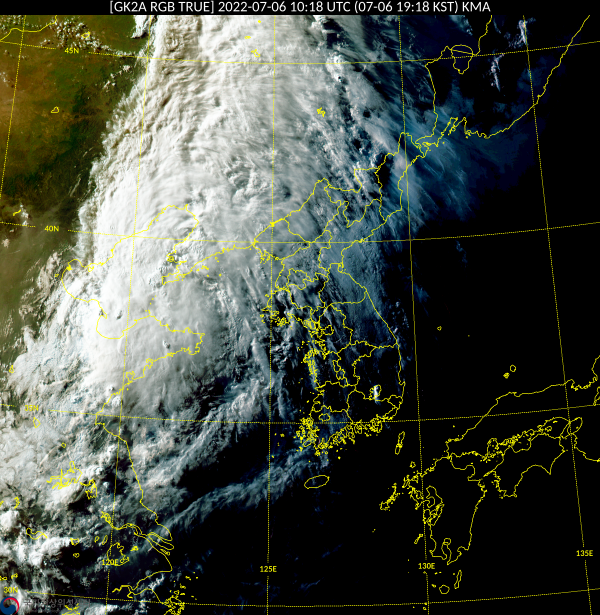 [GK2A RGB TRUE] 2022-07-06 10:18 UTC (07-06 19:18 KST) KMA
45N
40N
120E
125E
130E
135E
30N